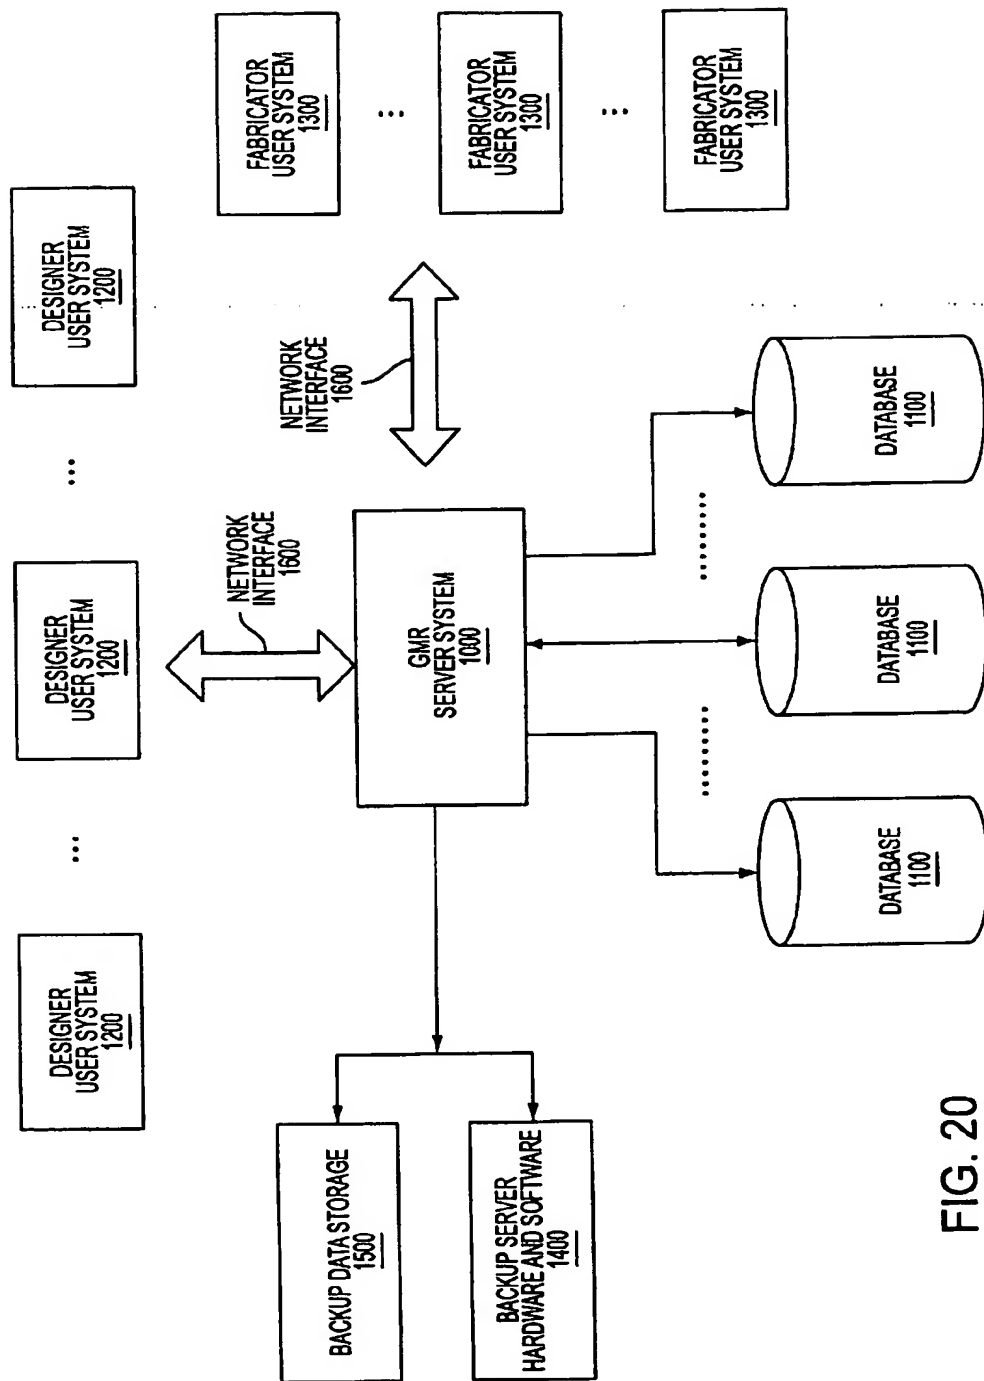 DESIGNER
USER SYSTEM
1200
...
DESIGNER
USER SYSTEM
1200
...
DESIGNER
USER SYSTEM
1200
NETWORK
INTERFACE
1600
NETWORK
INTERFACE
1600
FABRICATOR
USER SYSTEM
1300
...
FABRICATOR
USER SYSTEM
1300
...
FABRICATOR
USER SYSTEM
1300
BACKUP DATA STORAGE
1500
BACKUP SERVER
HARDWARE AND SOFTWARE
1400
GMR
SERVER SYSTEM
1000
DATABASE
1100
DATABASE
1100
DATABASE
1100
FIG. 20